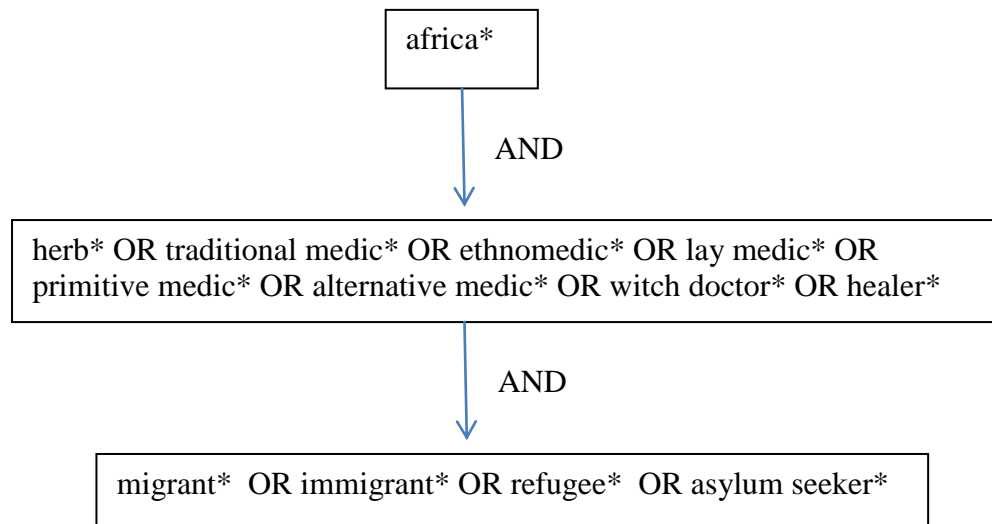 africa*
AND
herb* OR traditional medic* OR ethnomedic* OR lay medic* OR
primitive medic* OR alternative medic* OR witch doctor* OR healer*
AND
migrant* OR immigrant* OR refugee* OR asylum seeker*